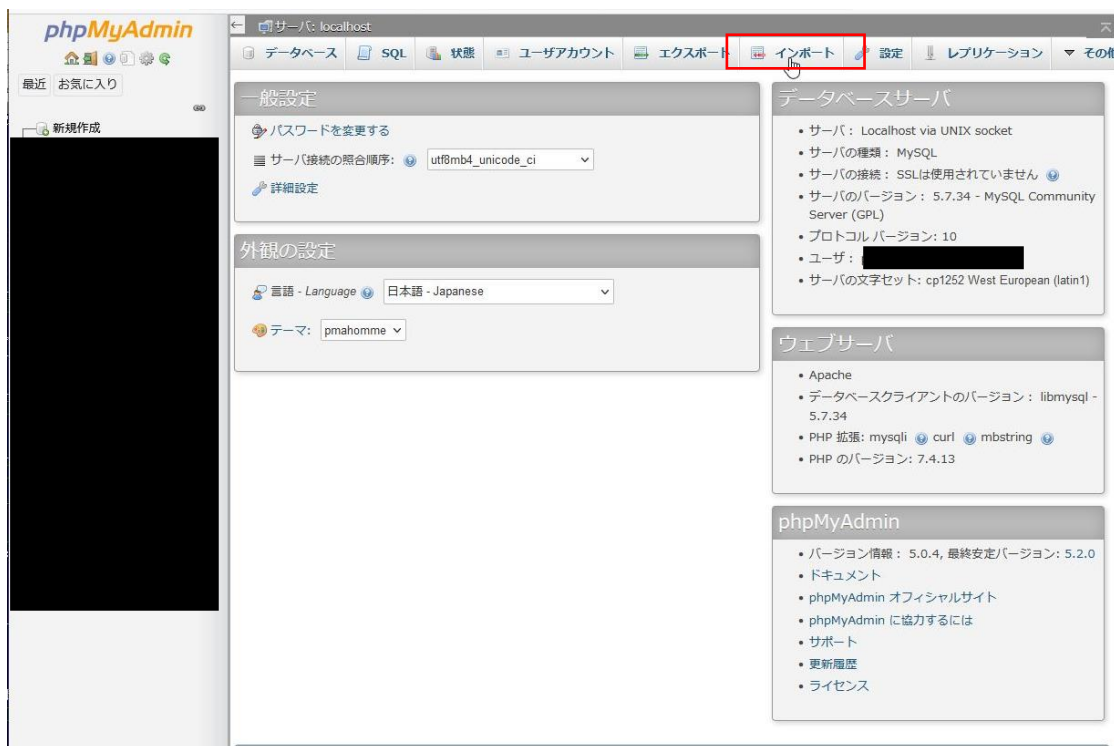 phpMyAdmin
最近 お気に入り
新規作成
サーバ: localhost
データベース SQL 状態 ユーザアカウント エクスポート インポート 設定 レプリケーション その他
一般設定
パスワードを変更する
サーバ接続の照合順序: utf8mb4_unicode_ci
詳細設定
外観の設定
言語 - Language 日本語 - Japanese
テーマ: pmahomme
データベースサーバ
• サーバ: Localhost via UNIX socket
• サーバの種類: MySQL
• サーバの接続: SSLは使用されていません
• サーバのバージョン: 5.7.34 - MySQL Community
Server (GPL)
• プロトコル バージョン: 10
• ユーザ:
• サーバの文字セット: cp1252 West European (latin1)
ウェブサーバ
• Apache
• データベースクライアントのバージョン: libmysql -
5.7.34
• PHP 拡張: mysqli curl mbstring
• PHP のバージョン: 7.4.13
phpMyAdmin
• バージョン情報: 5.0.4, 最終安定バージョン: 5.2.0
• ドキュメント
• phpMyAdmin オフィシャルサイト
• phpMyAdmin に協力するには
• サポート
• 更新履歴
• ライセンス